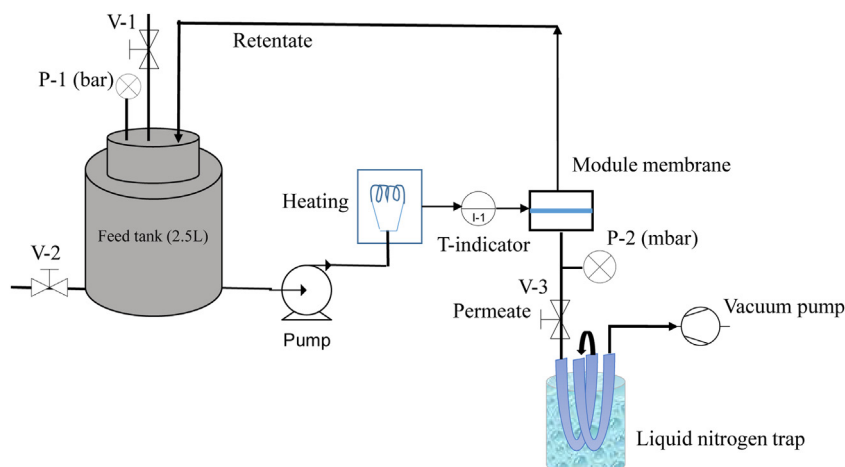 V-1
Retentate
P-1 (bar)
Module membrane
Heating
I-1
T-indicator
Feed tank (2.5L)
P-2 (mbar)
V-2
V-3
Permeate
Vacuum pump
Pump
Liquid nitrogen trap